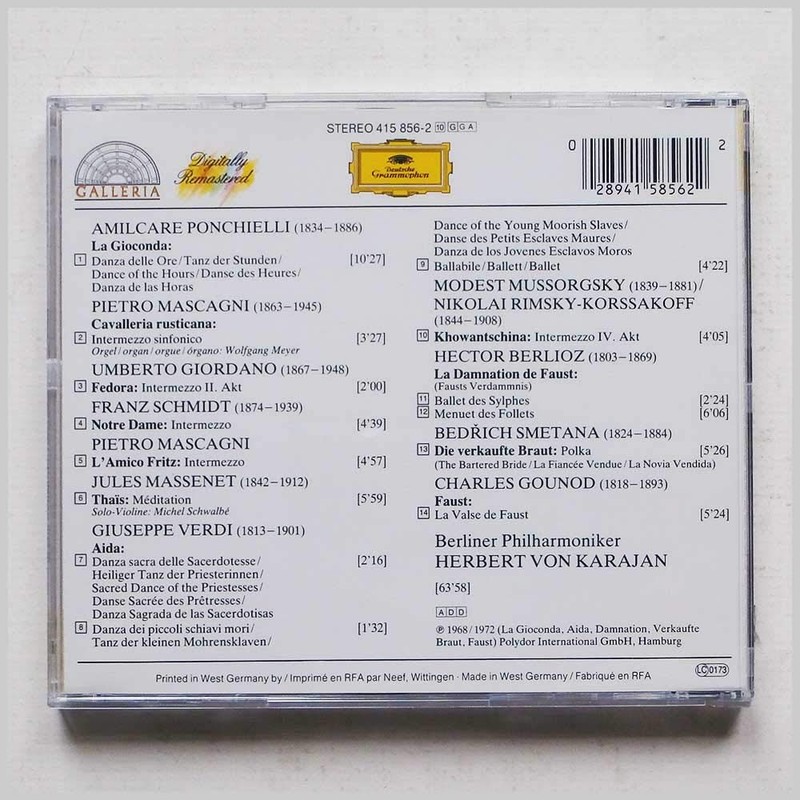 STEREO 415 856-2 10 G G A
GALLERIA
Digitally
Remastered
Deutsche
Grammophon
0 28941 58562 2
AMILCARE PONCHIELLI (1834–1886)
La Gioconda:
1 Danza delle Ore/Tanz der Stunden/ [10'27]
Dance of the Hours/Danse des Heures/
Danza de las Horas
PIETRO MASCAGNI (1863–1945)
Cavalleria rusticana:
2 Intermezzo sinfonico [3'27]
Orgel/organ/orgue/órgano: Wolfgang Meyer
UMBERTO GIORDANO (1867–1948)
3 Fedora: Intermezzo II. Akt [2'00]
FRANZ SCHMIDT (1874–1939)
4 Notre Dame: Intermezzo [4'39]
PIETRO MASCAGNI
5 L'Amico Fritz: Intermezzo [4'57]
JULES MASSENET (1842–1912)
6 Thaïs: Méditation [5'59]
Solo-Violine: Michel Schwalbé
GIUSEPPE VERDI (1813–1901)
Aida:
7 Danza sacra delle Sacerdotesse/ [2'16]
Heiliger Tanz der Priesterinnen/
Sacred Dance of the Priestesses/
Danse Sacrée des Prêtresses/
Danza Sagrada de las Sacerdotisas
8 Danza dei piccoli schiavi mori/ [1'32]
Tanz der kleinen Mohrensklaven/
Dance of the Young Moorish Slaves/
Danse des Petits Esclaves Maures/
Danza de los Jovenes Esclavos Moros
9 Ballabile/Ballett/Ballet [4'22]
MODEST MUSSORGSKY (1839–1881)/
NIKOLAI RIMSKY-KORSSAKOFF
(1844–1908)
10 Khowantschina: Intermezzo IV. Akt [4'05]
HECTOR BERLIOZ (1803–1869)
La Damnation de Faust:
(Fausts Verdammnis)
11 Ballet des Sylphes [2'24]
12 Menuet des Follets [6'06]
BEDŘICH SMETANA (1824–1884)
13 Die verkaufte Braut: Polka [5'26]
(The Bartered Bride/La Fiancée Vendue/La Novia Vendida)
CHARLES GOUNOD (1818–1893)
Faust:
14 La Valse de Faust [5'24]
Berliner Philharmoniker
HERBERT VON KARAJAN
[63'58]
A D D
℗ 1968/1972 (La Gioconda, Aida, Damnation, Verkaufte
Braut, Faust) Polydor International GmbH, Hamburg
Printed in West Germany by/Imprimé en RFA par Neef, Wittingen · Made in West Germany/Fabriqué en RFA
LC 0173